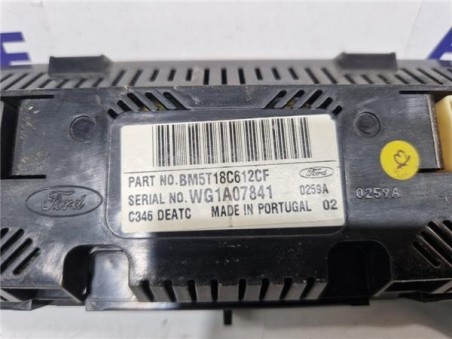 PART NO.BM5T18C612CF
Ford
SERIAL NO.WG1A07841
0259A
C346 DEATC MADE IN PORTUGAL 02
Ford
0259A